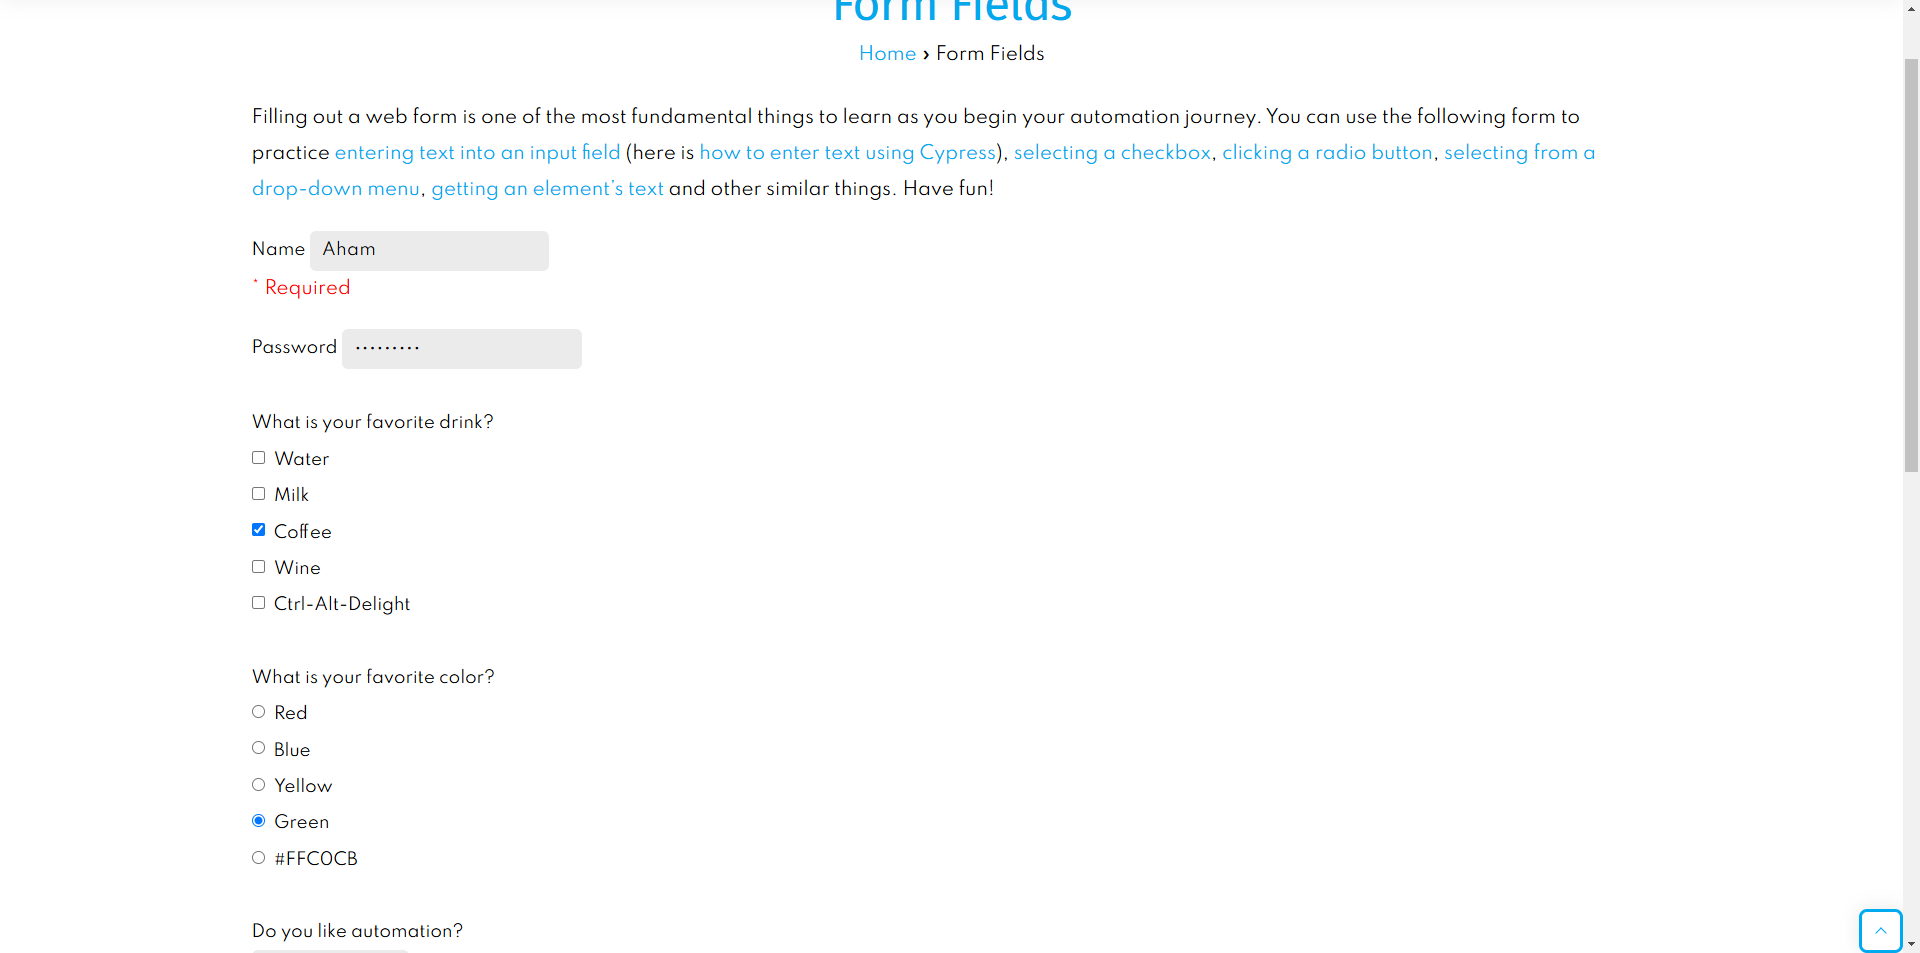 Form Fields
Home › Form Fields
Filling out a web form is one of the most fundamental things to learn as you begin your automation journey. You can use the following form to
practice entering text into an input field (here is how to enter text using Cypress), selecting a checkbox, clicking a radio button, selecting from a
drop-down menu, getting an element's text and other similar things. Have fun!
Name Aham
* Required
Password •••••••••
What is your favorite drink?
Water
Milk
Coffee
Wine
Ctrl-Alt-Delight
What is your favorite color?
Red
Blue
Yellow
Green
#FFC0CB
Do you like automation?